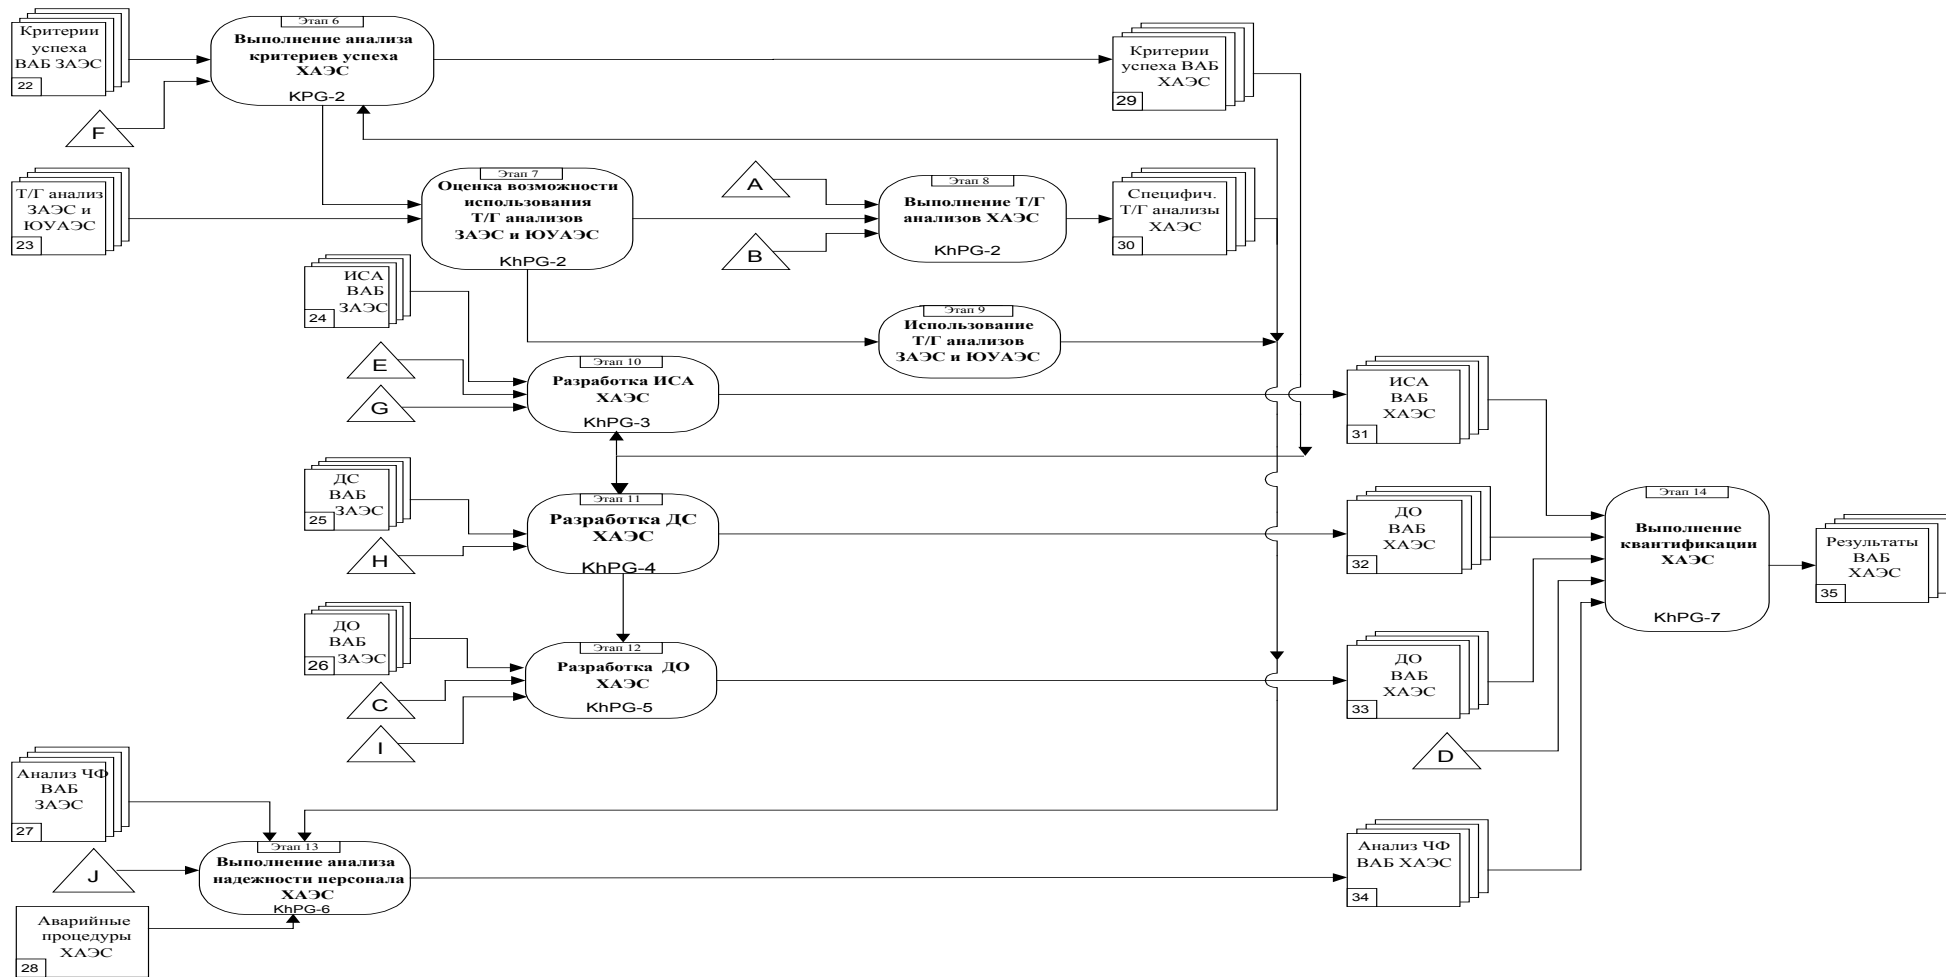 Критерии
успеха
ВАБ ЗАЭС
22
F
Этап 6
Выполнение анализа
критериев успеха
ХАЭС
KPG-2
Критерии
успеха ВАБ
ХАЭС
29
Т/Г анализ
ЗАЭС и
ЮУАЭС
23
Этап 7
Оценка возможности
использования
Т/Г анализов
ЗАЭС и ЮУАЭС
KhPG-2
A
B
Этап 8
Выполнение Т/Г
анализов ХАЭС
KhPG-2
Специфич.
Т/Г анализы
ХАЭС
30
ИСА
ВАБ
ЗАЭС
24
Этап 9
Использование
Т/Г анализов
ЗАЭС и ЮУАЭС
E
G
Этап 10
Разработка ИСА
ХАЭС
KhPG-3
ИСА
ВАБ
ХАЭС
31
ДС
ВАБ
ЗАЭС
25
H
Этап 11
Разработка ДС
ХАЭС
KhPG-4
ДО
ВАБ
ХАЭС
32
Этап 14
Выполнение
квантификации
ХАЭС
KhPG-7
Результаты
ВАБ
ХАЭС
35
ДО
ВАБ
ЗАЭС
26
C
I
Этап 12
Разработка ДО
ХАЭС
KhPG-5
ДО
ВАБ
ХАЭС
33
D
Анализ ЧФ
ВАБ
ЗАЭС
27
J
Этап 13
Выполнение анализа
надежности персонала
ХАЭС
KhPG-6
Анализ ЧФ
ВАБ ХАЭС
34
Аварийные
процедуры
ХАЭС
28